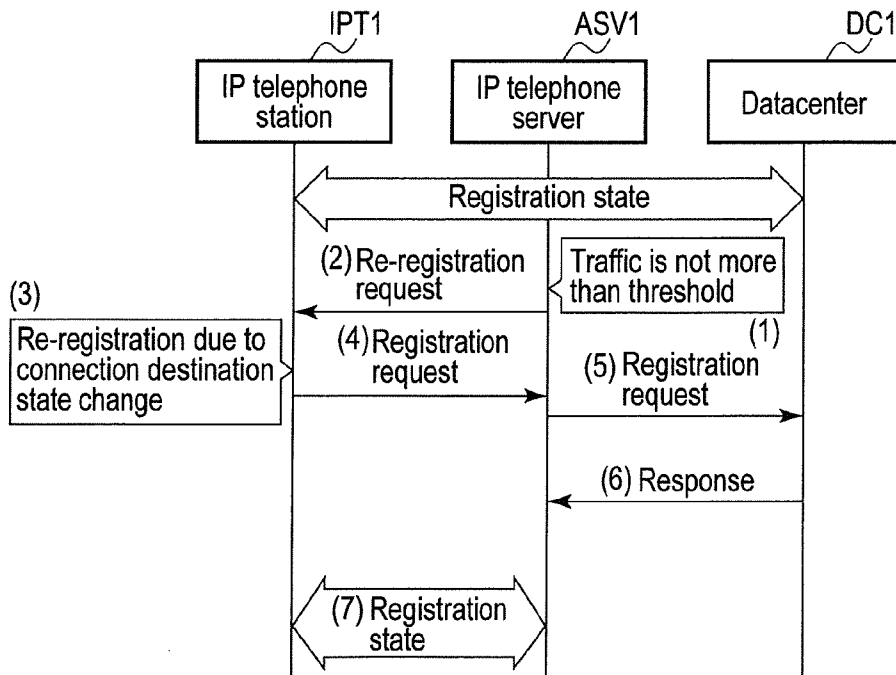 IPT1
ASV1
DC1
IP telephone
station
IP telephone
server
Datacenter
Registration state
(2) Re-registration
request
Traffic is not more
than threshold
(1)
(3)
Re-registration due to
connection destination
state change
(4) Registration
request
(5) Registration
request
(6) Response
(7) Registration
state